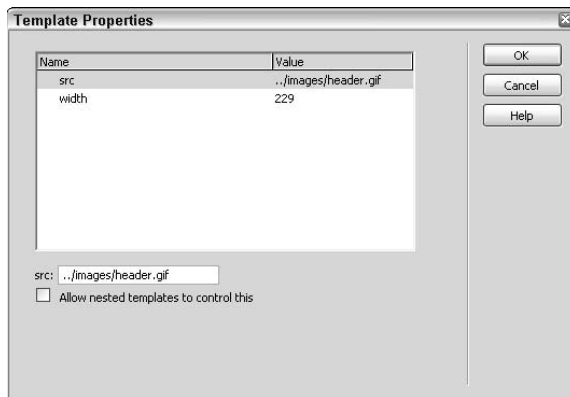 Template Properties
Name Value
src ../images/header.gif
width 229
src: ../images/header.gif
Allow nested templates to control this
OK
Cancel
Help